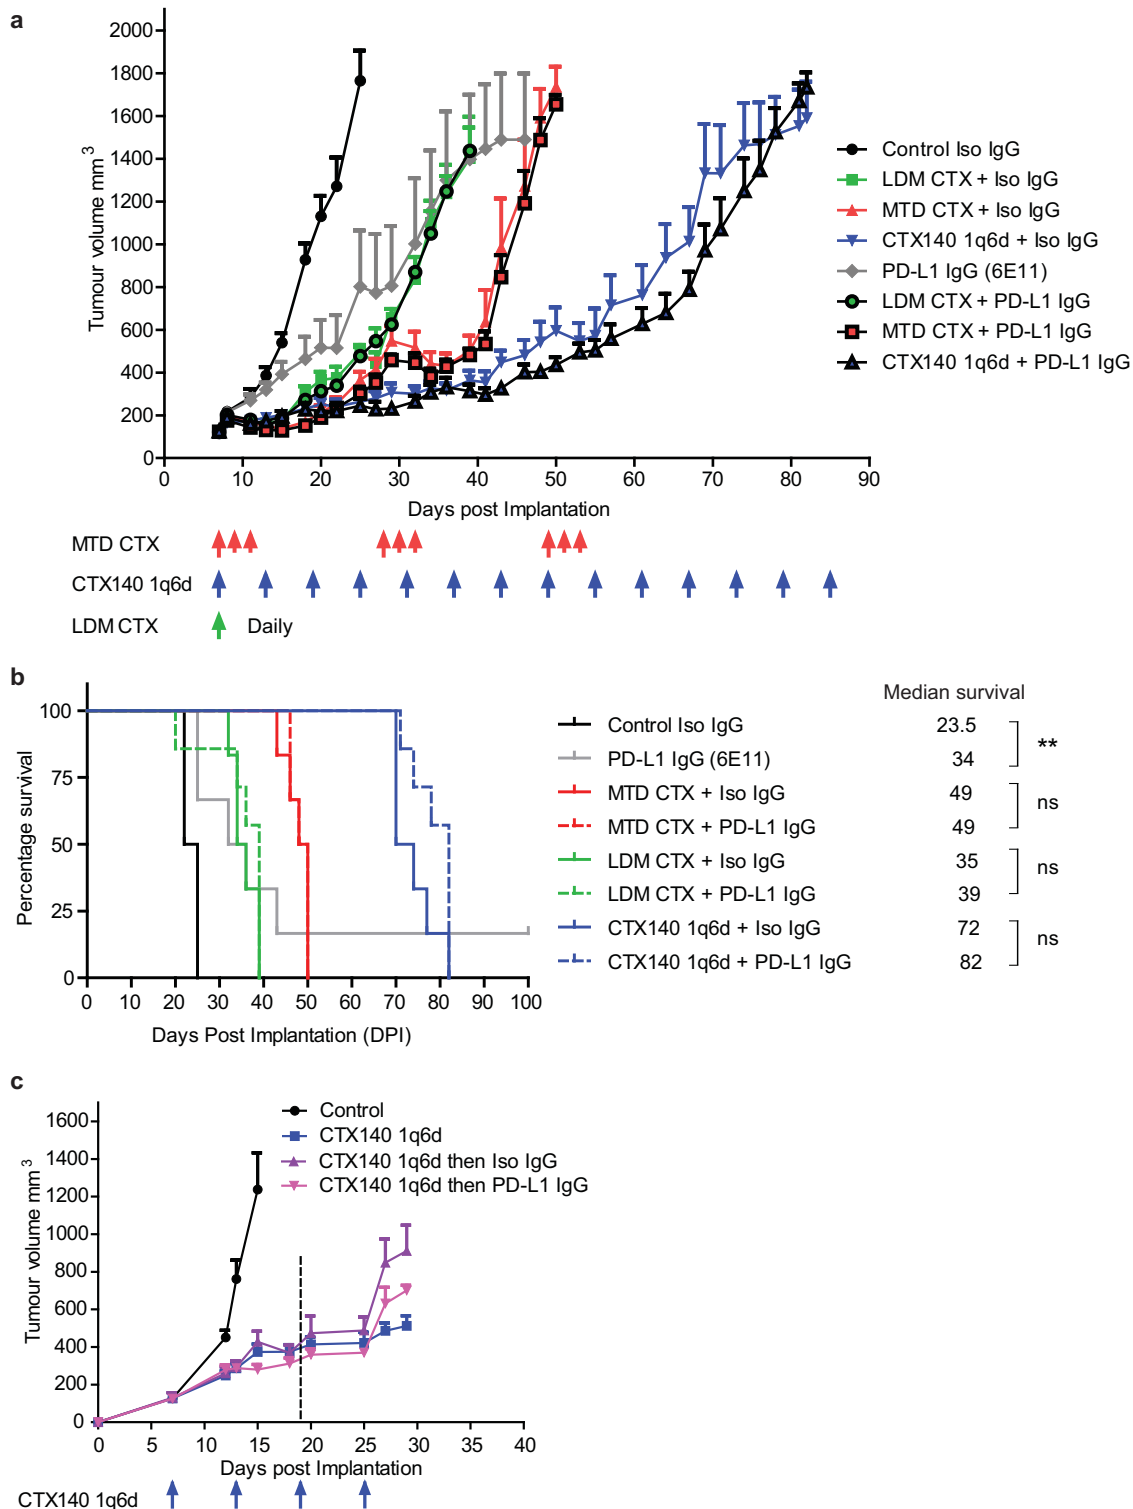 a
2000
1800
1600
1400
1200
1000
800
600
400
200
0
Tumour volume mm3
0 10 20 30 40 50 60 70 80 90
Days post Implantation
Control Iso IgG
LDM CTX + Iso IgG
MTD CTX + Iso IgG
CTX140 1q6d + Iso IgG
PD-L1 IgG (6E11)
LDM CTX + PD-L1 IgG
MTD CTX + PD-L1 IgG
CTX140 1q6d + PD-L1 IgG
MTD CTX
CTX140 1q6d
LDM CTX Daily
b
100
75
50
25
0
Percentage survival
0 10 20 30 40 50 60 70 80 90 100
Days Post Implantation (DPI)
Median survival
Control Iso IgG 23.5
PD-L1 IgG (6E11) 34
**
MTD CTX + Iso IgG 49
MTD CTX + PD-L1 IgG 49
ns
LDM CTX + Iso IgG 35
LDM CTX + PD-L1 IgG 39
ns
CTX140 1q6d + Iso IgG 72
CTX140 1q6d + PD-L1 IgG 82
ns
c
1600
1400
1200
1000
800
600
400
200
0
Tumour volume mm3
Control
CTX140 1q6d
CTX140 1q6d then Iso IgG
CTX140 1q6d then PD-L1 IgG
0 5 10 15 20 25 30 35 40
Days post Implantation
CTX140 1q6d